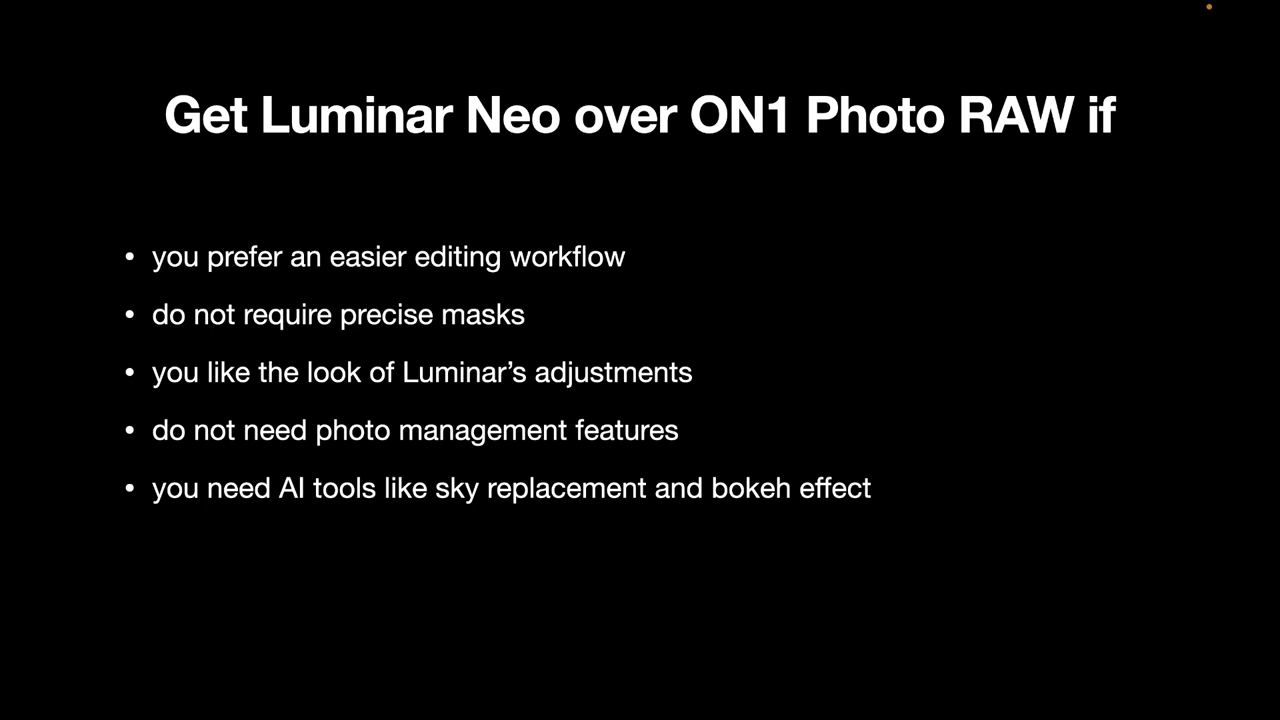 Get Luminar Neo over ON1 Photo RAW if
• you prefer an easier editing workflow
• do not require precise masks
• you like the look of Luminar’s adjustments
• do not need photo management features
• you need AI tools like sky replacement and bokeh effect